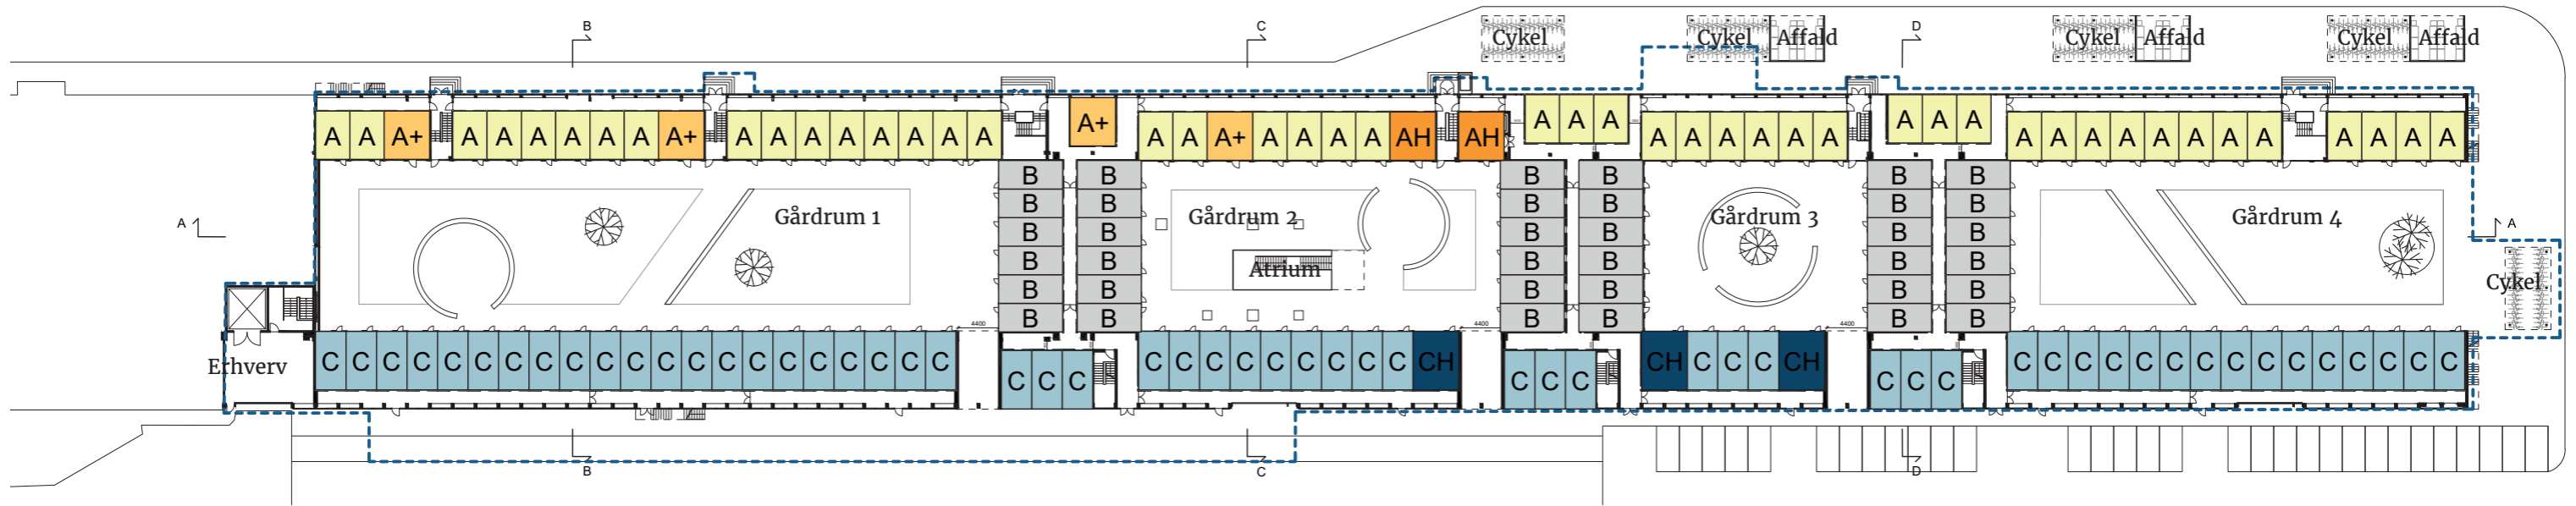 B C D
Cykel Cykel Affald Cykel Affald Cykel Affald
A A A+ A A A A A A A+ A A A A A A A A A+ A A A+ A A A A AH AH A A A A A A A A A A A A A A A A A A A A A A A A
B B B B B B
B B B B B B
Gårdrum 1 Gårdrum 2 Gårdrum 3 Gårdrum 4
A A
B B B B B B
B B B B B B
Atrium
B B B B B B
Cykel
B B B B B B
4400 4400 4400
Erhverv
C C C C C C C C C C C C C C C C C C C C C
C C C
C C C C C C C C C CH
C C C
CH C C C CH
C C C
C C C C C C C C C C C C C C C
B C D